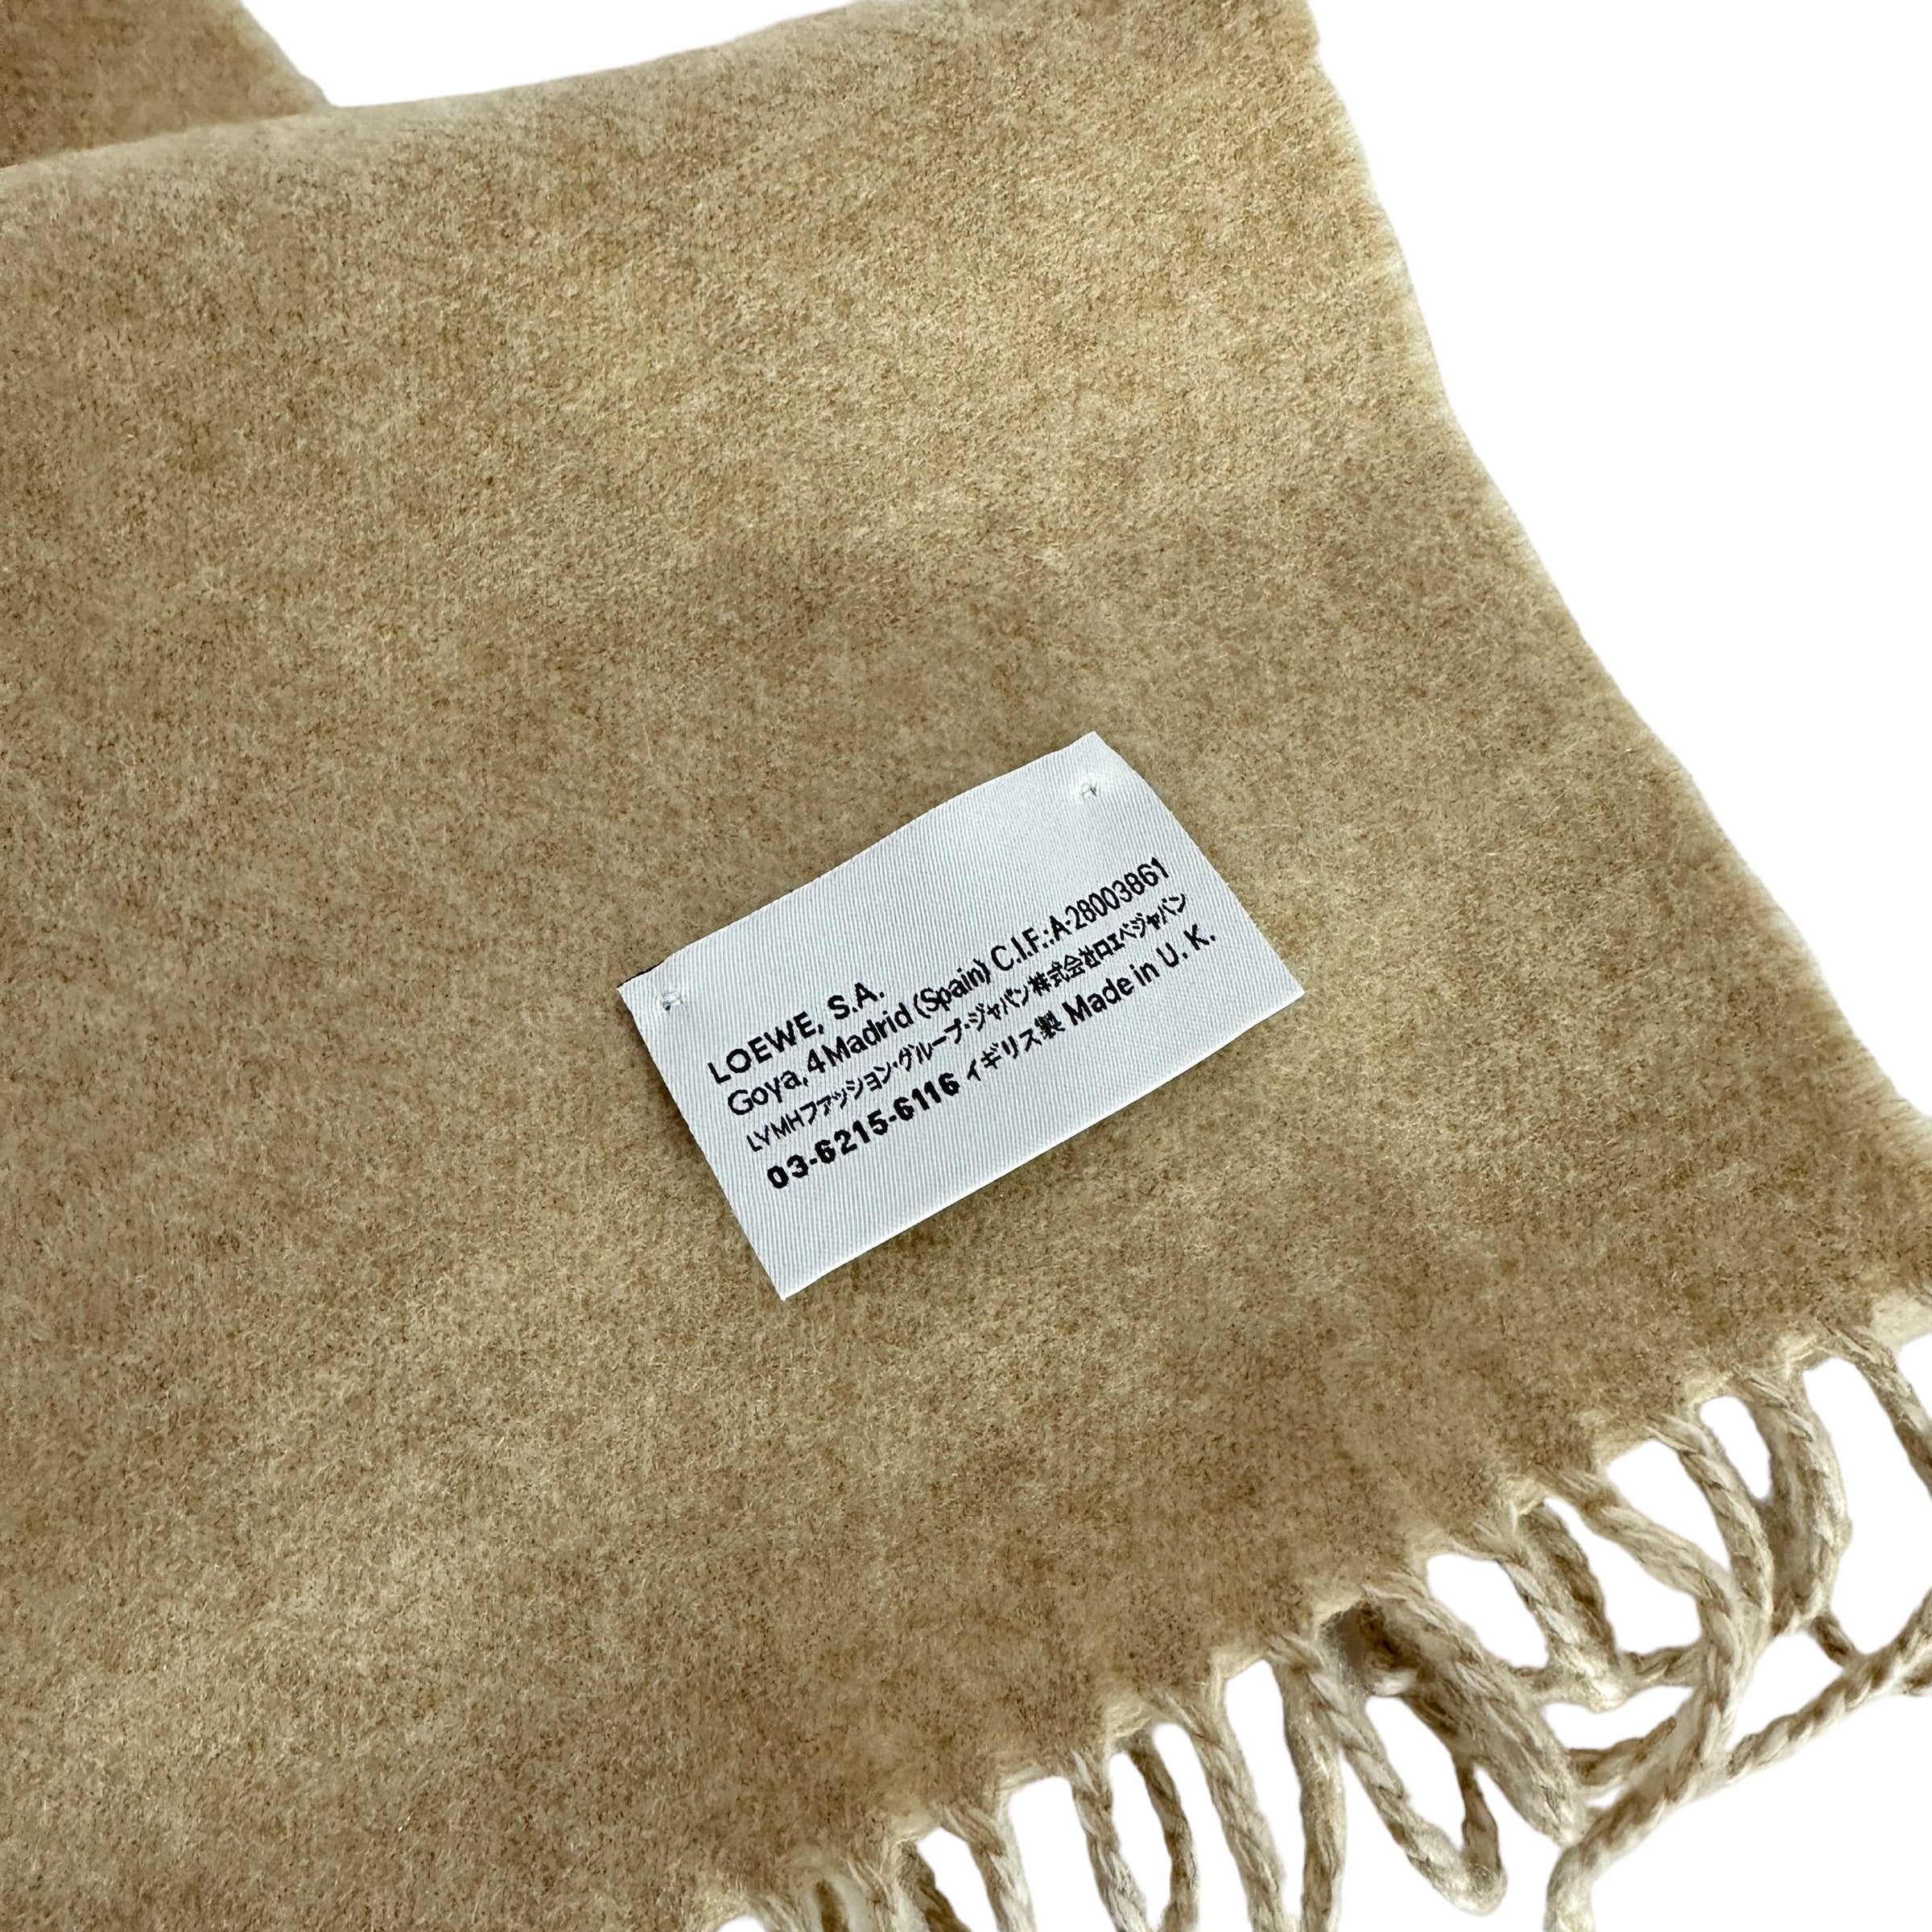 LOEWE, S.A.
Goya, 4 Madrid (Spain) C.I.F.:A-28003861
LVMHファッション・グループ・ジャパン株式会社ロエベジャパン
03-6215-6116 イギリス製 Made in U. K.